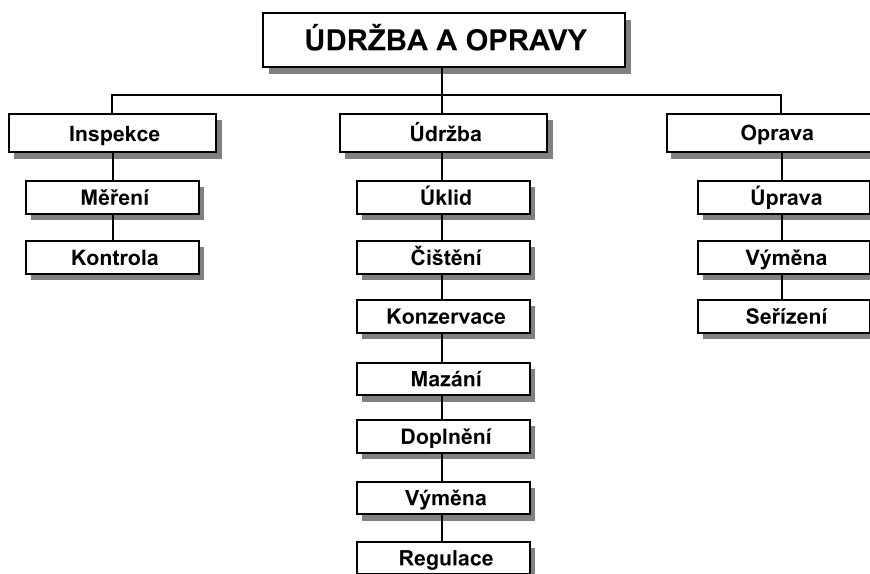 ÚDRŽBA A OPRAVY
Inspekce
Údržba
Oprava
Měření
Úklid
Úprava
Kontrola
Čištění
Výměna
Konzervace
Seřízení
Mazání
Doplnění
Výměna
Regulace